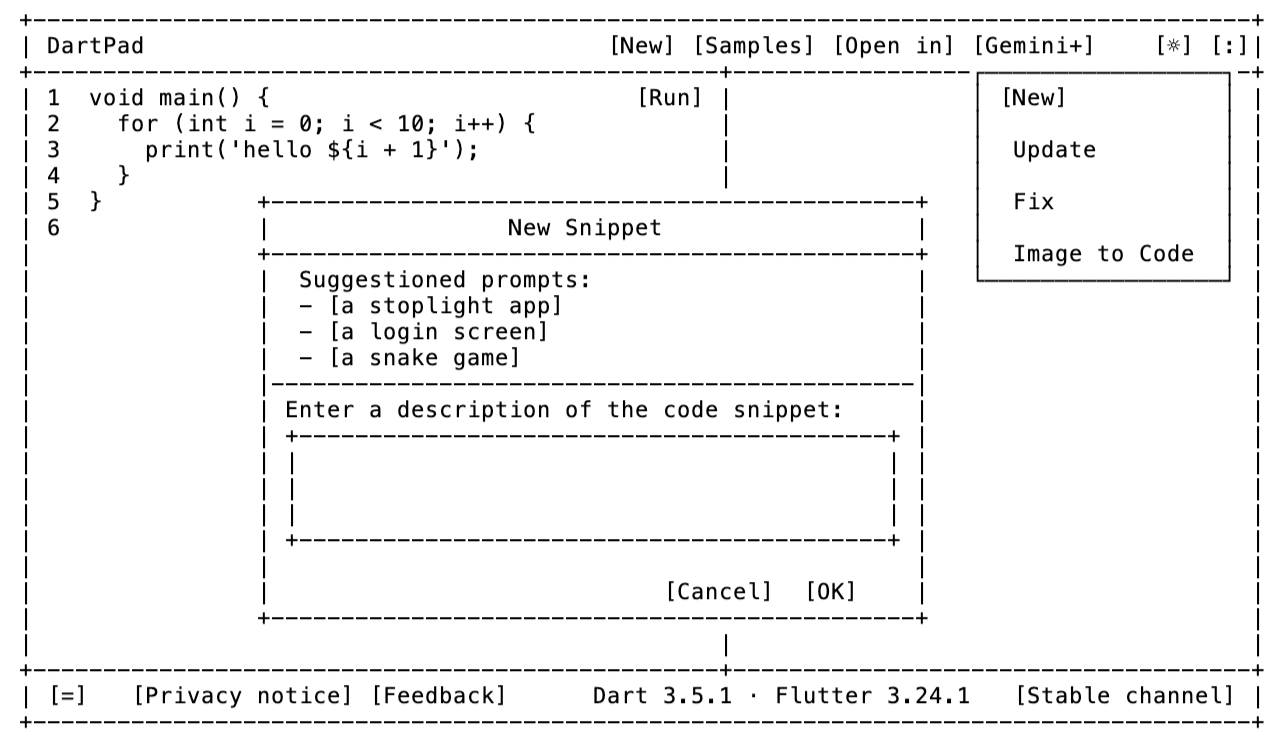 DartPad [New] [Samples] [Open in] [Gemini+] [☼] [:]
1 void main() { [Run]
2 for (int i = 0; i < 10; i++) {
3 print('hello ${i + 1}');
4 }
5 }
6
[New]
Update
Fix
Image to Code
New Snippet
Suggestioned prompts:
- [a stoplight app]
- [a login screen]
- [a snake game]
Enter a description of the code snippet:
[Cancel] [OK]
[=] [Privacy notice] [Feedback] Dart 3.5.1 · Flutter 3.24.1 [Stable channel]